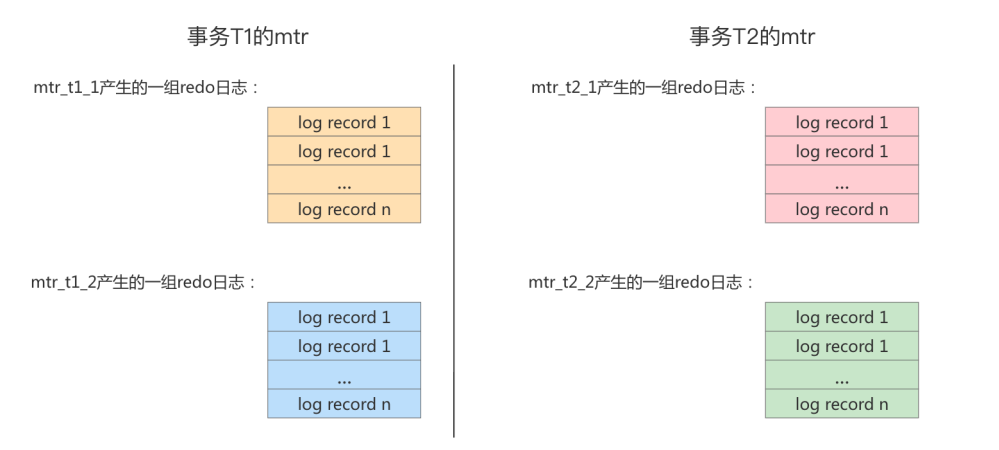 事务T1的mtr
mtr_t1_1产生的一组redo日志：
log record 1
log record 1
...
log record n
mtr_t1_2产生的一组redo日志：
log record 1
log record 1
...
log record n
事务T2的mtr
mtr_t2_1产生的一组redo日志：
log record 1
log record 1
...
log record n
mtr_t2_2产生的一组redo日志：
log record 1
log record 1
...
log record n